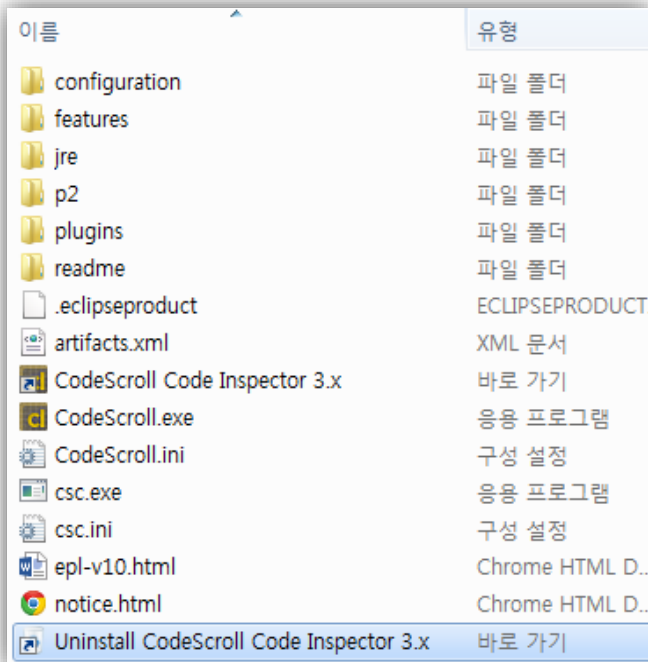 이름 유형
configuration 파일 폴더
features 파일 폴더
jre 파일 폴더
p2 파일 폴더
plugins 파일 폴더
readme 파일 폴더
.eclipseproduct ECLIPSEPRODUCT
artifacts.xml XML 문서
CodeScroll Code Inspector 3.x 바로 가기
CodeScroll.exe 응용 프로그램
CodeScroll.ini 구성 설정
csc.exe 응용 프로그램
csc.ini 구성 설정
epl-v10.html Chrome HTML D...
notice.html Chrome HTML D...
Uninstall CodeScroll Code Inspector 3.x 바로 가기